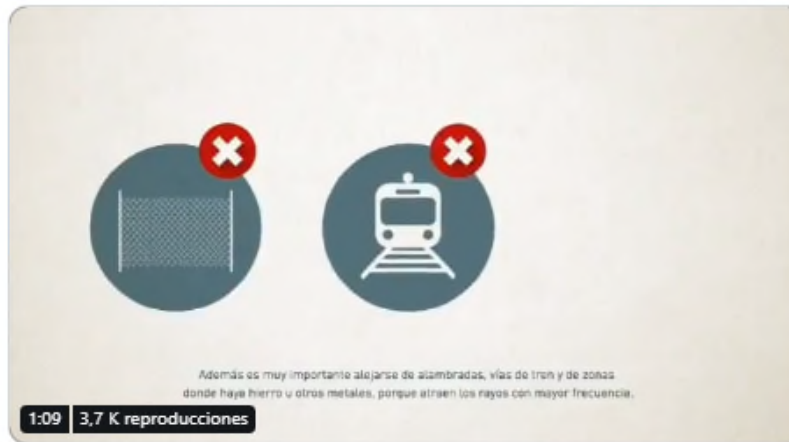 Además es muy importante alejarse de alambradas, vías de tren y de zonas
donde haya hierro u otros metales, porque atraen los rayos con mayor frecuencia.
1:09 3,7 K reproducciones